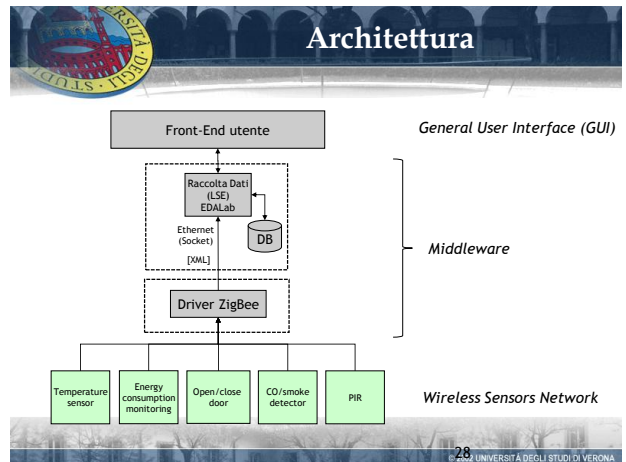 Architettura
Front-End utente
General User Interface (GUI)
Raccolta Dati
(LSE)
EDALab
Ethernet
(Socket)
DB
[XML]
Middleware
Driver ZigBee
Temperature
sensor
Energy
consumption
monitoring
Open/close
door
CO/smoke
detector
PIR
Wireless Sensors Network
28
UNIVERSITÀ DEGLI STUDI DI VERONA
DEGLI
STUDI